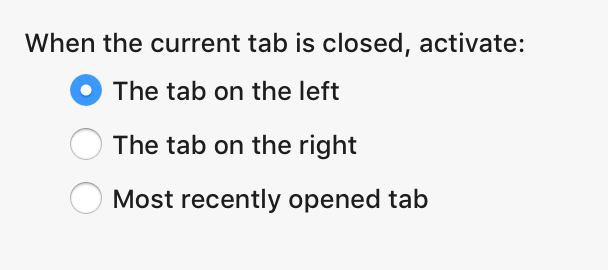 When the current tab is closed, activate:
The tab on the left
The tab on the right
Most recently opened tab